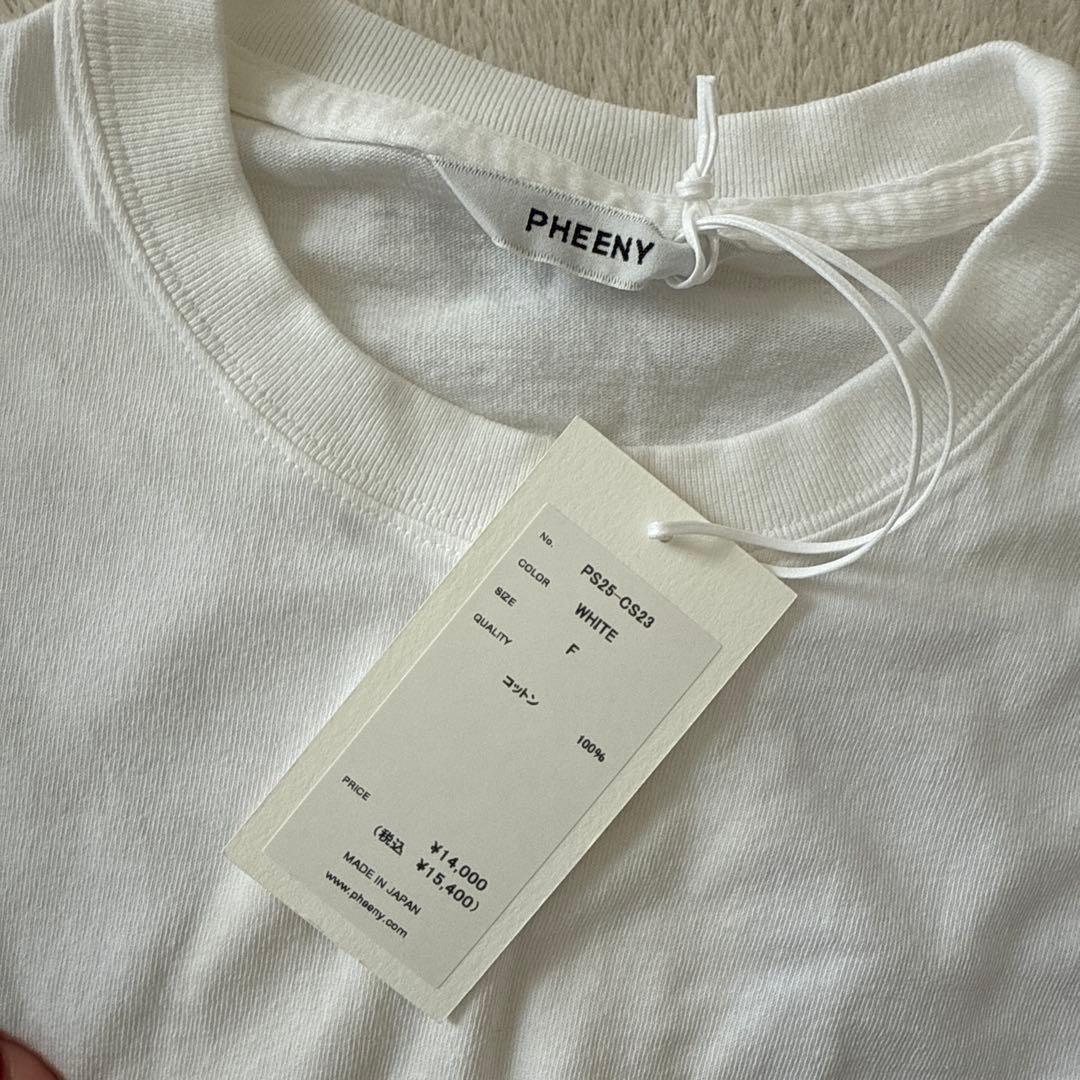 PHEENY
No. PS25-CS23
COLOR WHITE
SIZE F
QUALITY
コットン 100%
PRICE ¥14,000
(税込 ¥15,400)
MADE IN JAPAN
www.pheeny.com